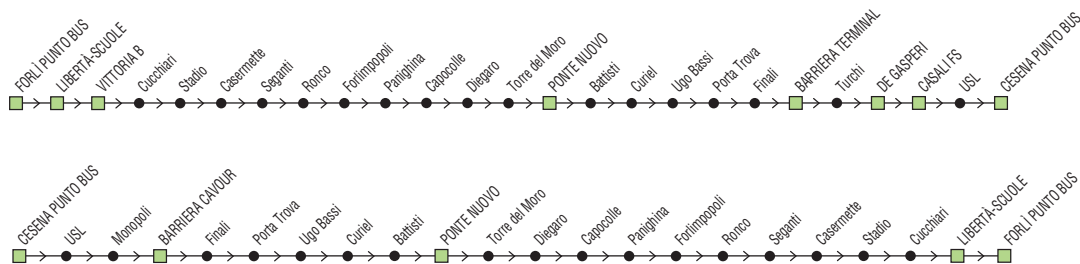 FORLÌ PUNTO BUS
LIBERTÀ-SCUOLE
VITTORIA B
Cucchiari
Stadio
Casermette
Seganti
Ronco
Forlimpopoli
Panighina
Capocolle
Diegaro
Torre del Moro
PONTE NUOVO
Battisti
Curiel
Ugo Bassi
Porta Trova
Finali
BARRIERA TERMINAL
Turchi
DE GASPERI
CASALI FS
USL
CESENA PUNTO BUS
CESENA PUNTO BUS
USL
Monopoli
BARRIERA CAVOUR
Finali
Porta Trova
Ugo Bassi
Curiel
Battisti
PONTE NUOVO
Torre del Moro
Diegaro
Capocolle
Panighina
Forlimpopoli
Ronco
Seganti
Casermette
Stadio
Cucchiari
LIBERTÀ-SCUOLE
FORLÌ PUNTO BUS